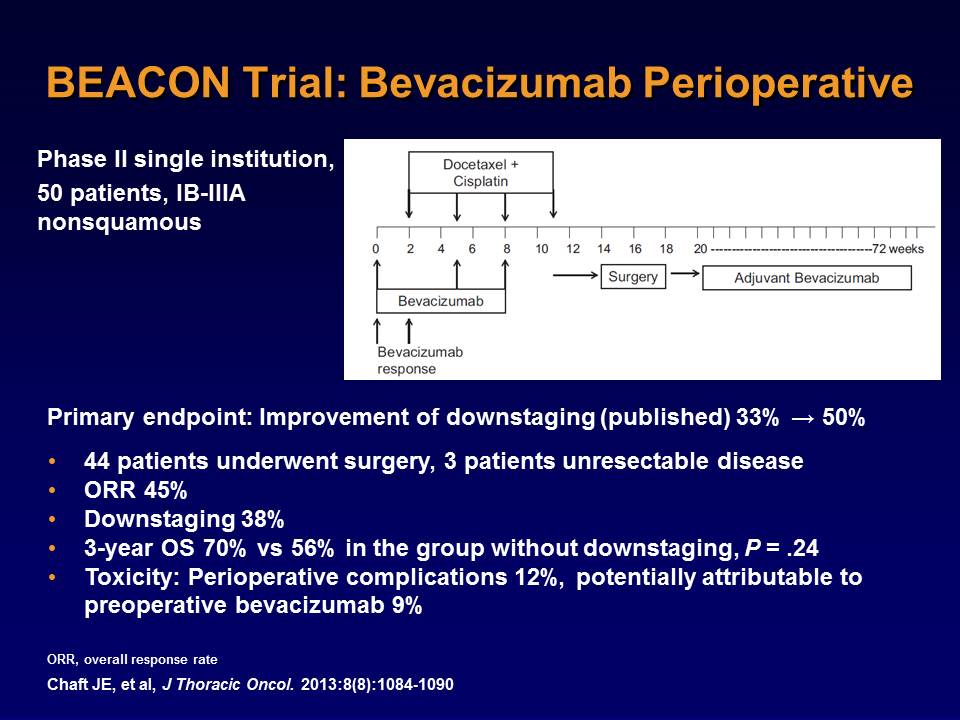 BEACON Trial: Bevacizumab Perioperative
Phase II single institution,
50 patients, IB-IIIA
nonsquamous
Docetaxel +
Cisplatin
0 2 4 6 8 10 12 14 16 18 20 72 weeks
Bevacizumab
Surgery
Adjuvant Bevacizumab
Bevacizumab
response
Primary endpoint: Improvement of downstaging (published) 33% → 50%
• 44 patients underwent surgery, 3 patients unresectable disease
• ORR 45%
• Downstaging 38%
• 3-year OS 70% vs 56% in the group without downstaging, P = .24
• Toxicity: Perioperative complications 12%, potentially attributable to
preoperative bevacizumab 9%
ORR, overall response rate
Chaft JE, et al, J Thoracic Oncol. 2013:8(8):1084-1090